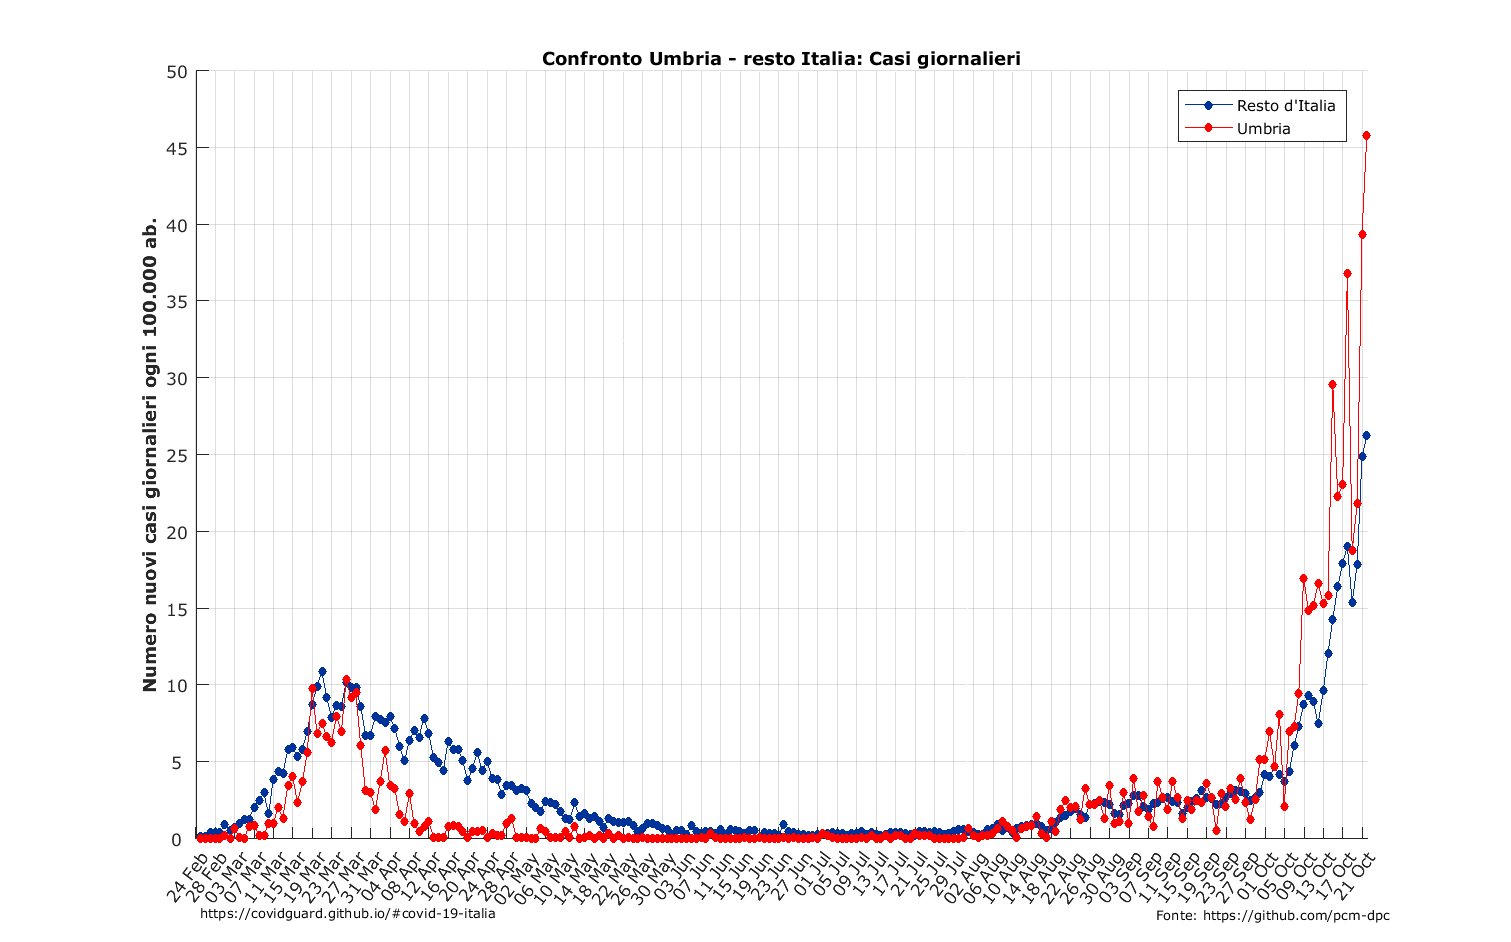 Confronto Umbria - resto Italia: Casi giornalieri
Resto d'Italia
Umbria
Numero nuovi casi giornalieri ogni 100.000 ab.
50
45
40
35
30
25
20
15
10
5
0
24 Feb
28 Feb
03 Mar
07 Mar
11 Mar
15 Mar
19 Mar
23 Mar
27 Mar
31 Mar
04 Apr
08 Apr
12 Apr
16 Apr
20 Apr
24 Apr
28 Apr
02 May
06 May
10 May
14 May
18 May
22 May
26 May
30 May
03 Jun
07 Jun
11 Jun
15 Jun
19 Jun
23 Jun
27 Jun
01 Jul
05 Jul
09 Jul
13 Jul
17 Jul
21 Jul
25 Jul
29 Jul
02 Aug
06 Aug
10 Aug
14 Aug
18 Aug
22 Aug
26 Aug
30 Aug
03 Sep
07 Sep
11 Sep
15 Sep
19 Sep
23 Sep
27 Sep
01 Oct
05 Oct
09 Oct
13 Oct
17 Oct
21 Oct
https://covidguard.github.io/#covid-19-italia
Fonte: https://github.com/pcm-dpc